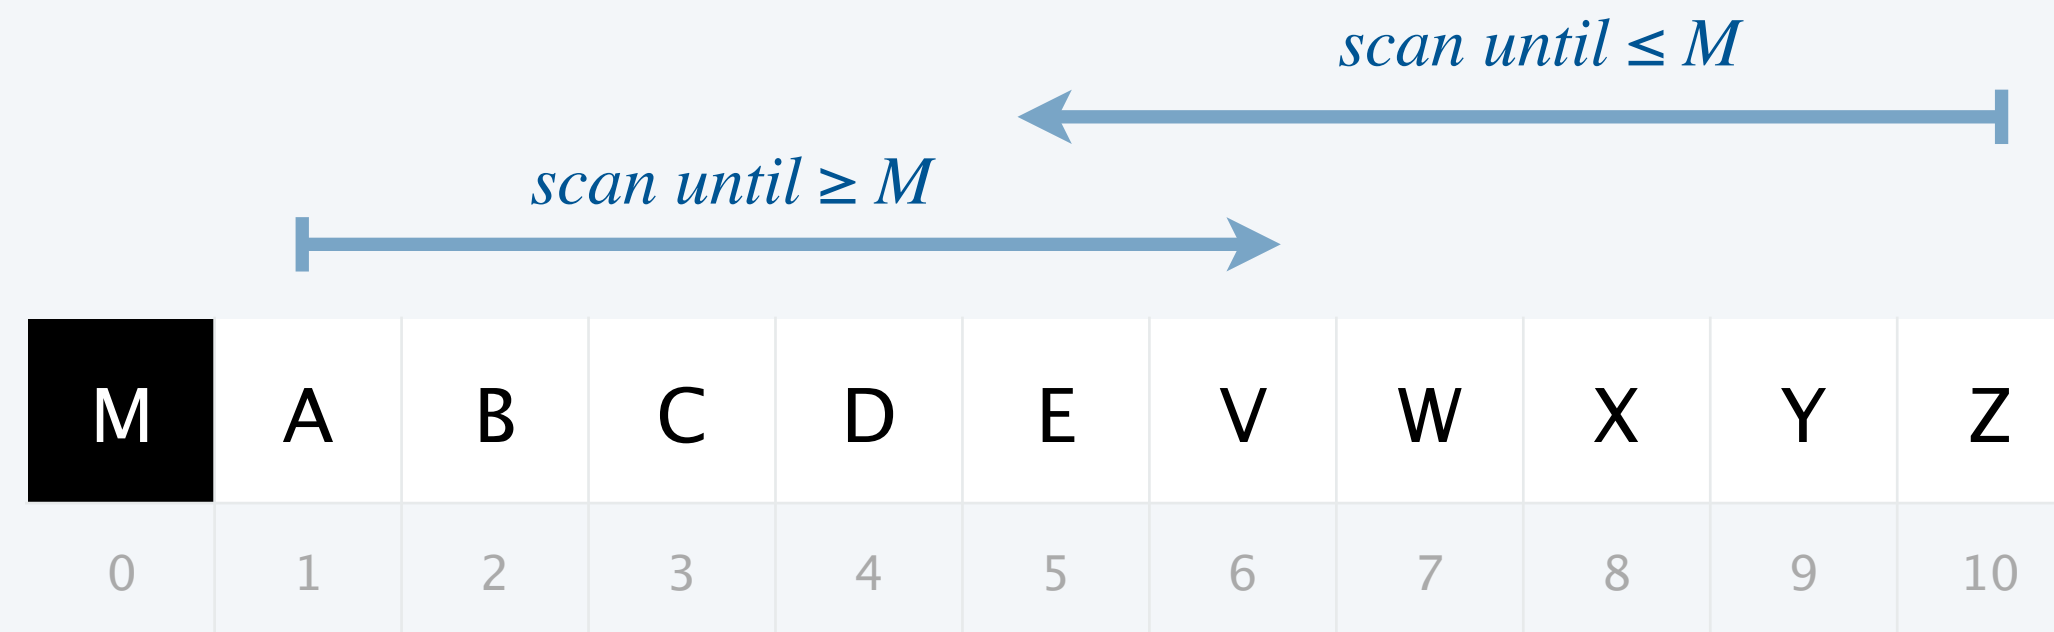 scan until ≤ M
scan until ≥ M
M A B C D E V W X Y Z
0 1 2 3 4 5 6 7 8 9 10